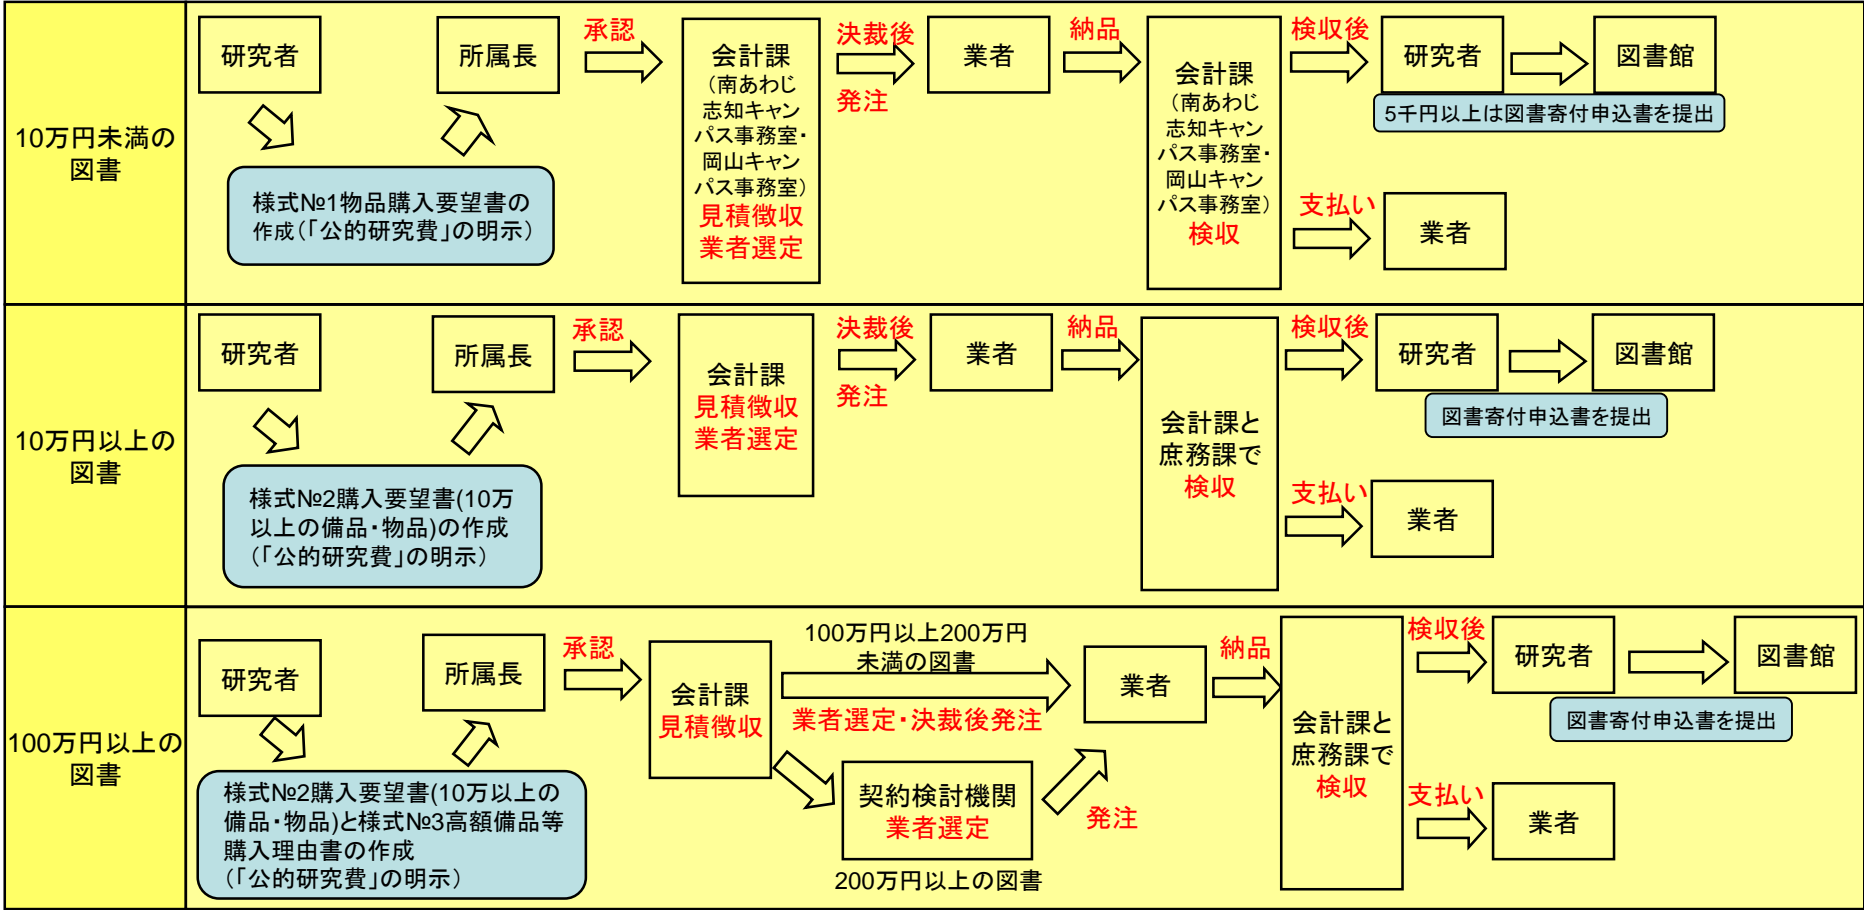 10万円未満の
図書
研究者
様式№1物品購入要望書の
作成(「公的研究費」の明示)
所属長
承認
会計課
(南あわじ
志知キャン
パス事務室・
岡山キャン
パス事務室)
見積徴収
業者選定
決裁後
発注
業者
納品
会計課
(南あわじ
志知キャン
パス事務室・
岡山キャン
パス事務室)
検収
検収後
研究者
図書館
5千円以上は図書寄付申込書を提出
支払い
業者
10万円以上の
図書
研究者
様式№2購入要望書(10万
以上の備品・物品)の作成
(「公的研究費」の明示)
所属長
承認
会計課
見積徴収
業者選定
決裁後
発注
業者
納品
会計課と
庶務課で
検収
検収後
研究者
図書館
図書寄付申込書を提出
支払い
業者
100万円以上の
図書
研究者
様式№2購入要望書(10万以上の
備品・物品)と様式№3高額備品等
購入理由書の作成
(「公的研究費」の明示)
所属長
承認
会計課
見積徴収
100万円以上200万円
未満の図書
業者選定・決裁後発注
契約検討機関
業者選定
200万円以上の図書
発注
業者
納品
会計課と
庶務課で
検収
検収後
研究者
図書館
図書寄付申込書を提出
支払い
業者